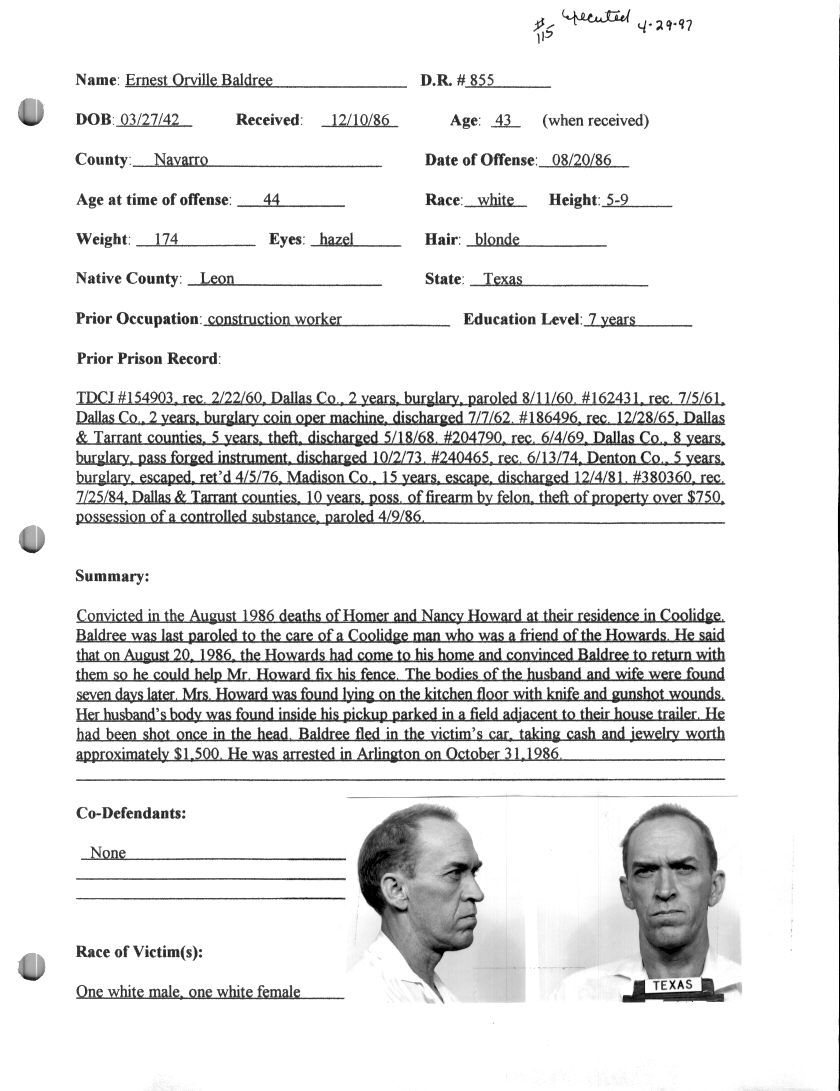 # 115 executed 4-29-97
Name: Ernest Orville Baldree D.R. # 855
DOB: 03/27/42 Received: 12/10/86 Age: 43 (when received)
County: Navarro Date of Offense: 08/20/86
Age at time of offense: 44 Race: white Height: 5-9
Weight: 174 Eyes: hazel Hair: blonde
Native County: Leon State: Texas
Prior Occupation: construction worker Education Level: 7 years
Prior Prison Record:
TDCJ #154903, rec. 2/22/60, Dallas Co., 2 years, burglary, paroled 8/11/60. #162431, rec. 7/5/61,
Dallas Co., 2 years, burglary coin oper machine, discharged 7/7/62. #186496, rec. 12/28/65, Dallas
& Tarrant counties, 5 years, theft, discharged 5/18/68. #204790, rec. 6/4/69, Dallas Co., 8 years,
burglary, pass forged instrument, discharged 10/2/73. #240465, rec. 6/13/74, Denton Co., 5 years,
burglary, escaped, ret'd 4/5/76, Madison Co., 15 years, escape, discharged 12/4/81. #380360, rec.
7/25/84, Dallas & Tarrant counties, 10 years, poss. of firearm by felon, theft of property over $750,
possession of a controlled substance, paroled 4/9/86.
Summary:
Convicted in the August 1986 deaths of Homer and Nancy Howard at their residence in Coolidge.
Baldree was last paroled to the care of a Coolidge man who was a friend of the Howards. He said
that on August 20, 1986, the Howards had come to his home and convinced Baldree to return with
them so he could help Mr. Howard fix his fence. The bodies of the husband and wife were found
seven days later. Mrs. Howard was found lying on the kitchen floor with knife and gunshot wounds.
Her husband's body was found inside his pickup parked in a field adjacent to their house trailer. He
had been shot once in the head. Baldree fled in the victim's car, taking cash and jewelry worth
approximately $1,500. He was arrested in Arlington on October 31,1986.
Co-Defendants:
None
Race of Victim(s):
One white male, one white female
TEXAS